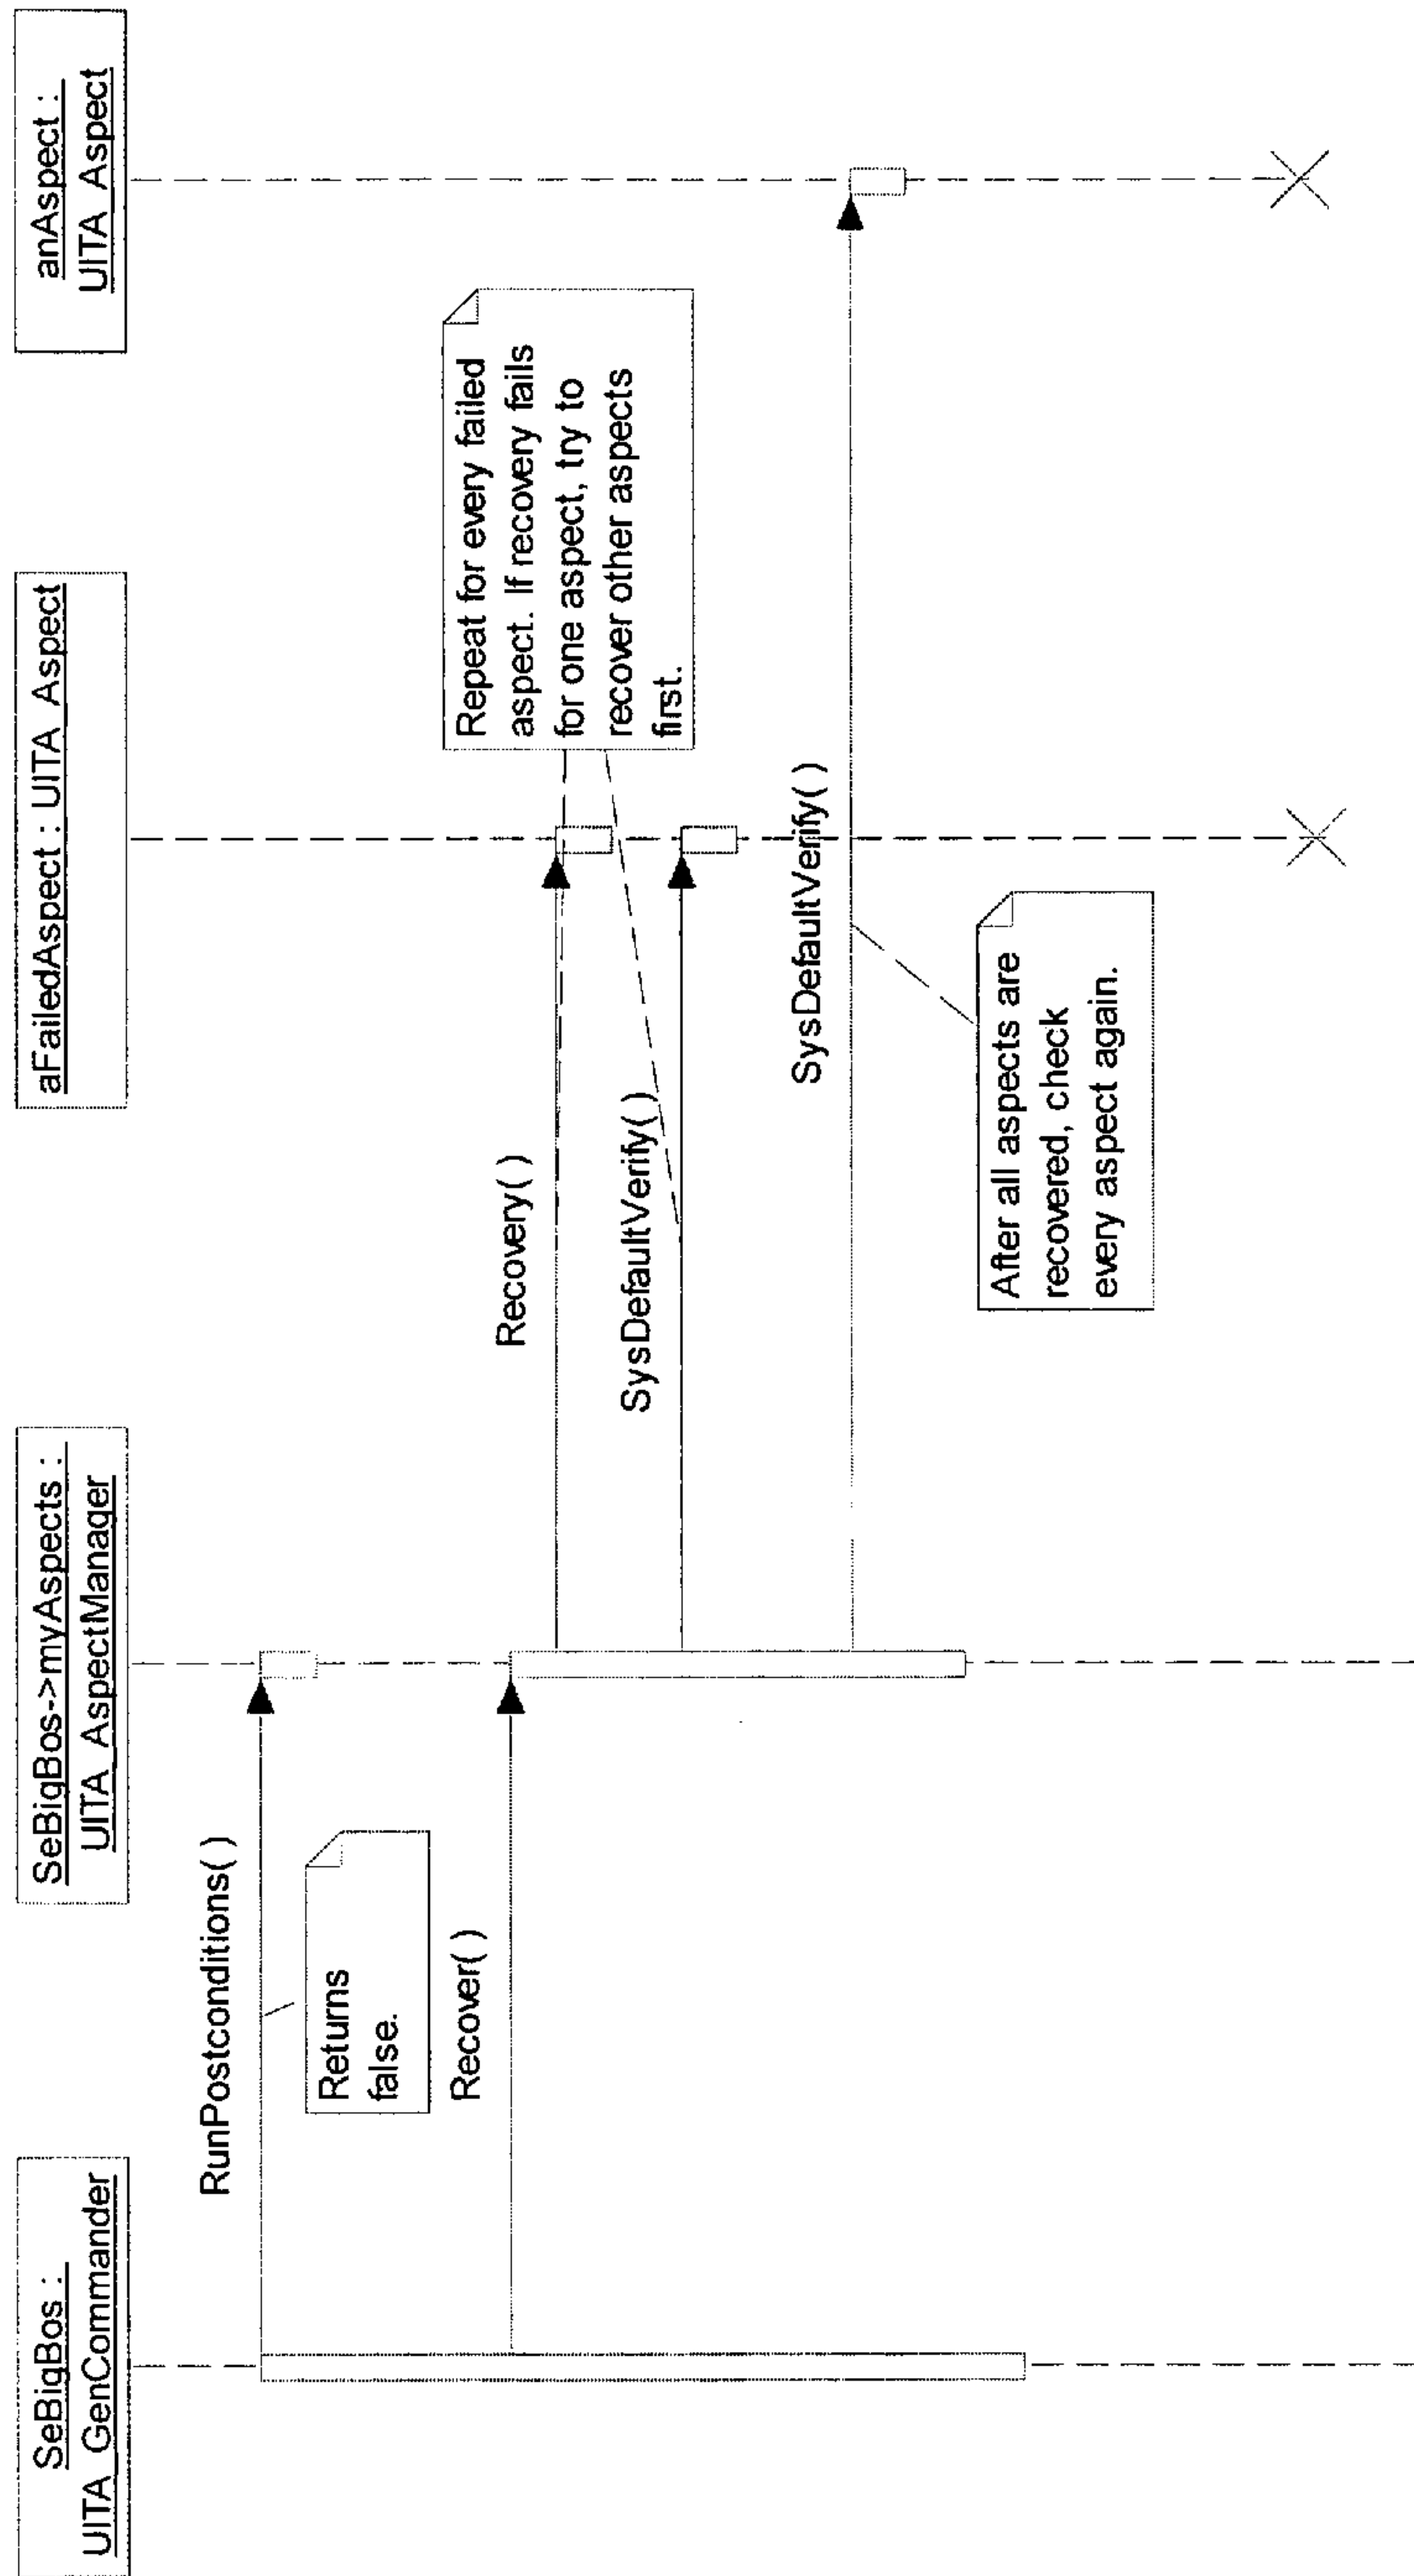 SeBigBos :
UITA_GenCommander
SeBigBos->myAspects :
UITA_AspectManager
aFailedAspect : UITA_Aspect
anAspect :
UITA_Aspect
RunPostconditions( )
Returns
false.
Recover( )
Recovery( )
Repeat for every failed
aspect. If recovery fails
for one aspect, try to
recover other aspects
first.
SysDefaultVerify( )
SysDefaultVerify( )
After all aspects are
recovered, check
every aspect again.